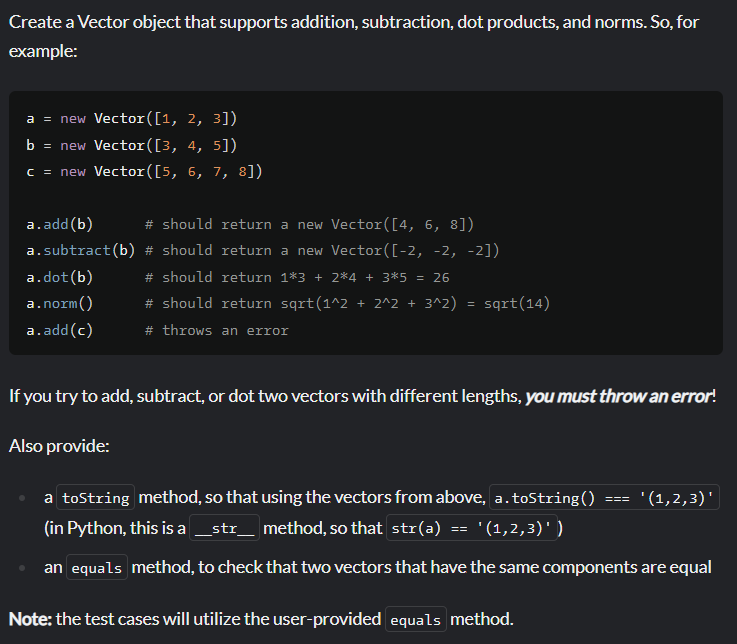 Create a Vector object that supports addition, subtraction, dot products, and norms. So, for
example:
a = new Vector([1, 2, 3])
b = new Vector([3, 4, 5])
c = new Vector([5, 6, 7, 8])
a.add(b)      # should return a new Vector([4, 6, 8])
a.subtract(b) # should return a new Vector([-2, -2, -2])
a.dot(b)      # should return 1*3 + 2*4 + 3*5 = 26
a.norm()      # should return sqrt(1^2 + 2^2 + 3^2) = sqrt(14)
a.add(c)      # throws an error
If you try to add, subtract, or dot two vectors with different lengths, you must throw an error!
Also provide:
a toString method, so that using the vectors from above, a.toString() === '(1,2,3)'
(in Python, this is a __str__ method, so that str(a) == '(1,2,3)' )
an equals method, to check that two vectors that have the same components are equal
Note: the test cases will utilize the user-provided equals method.